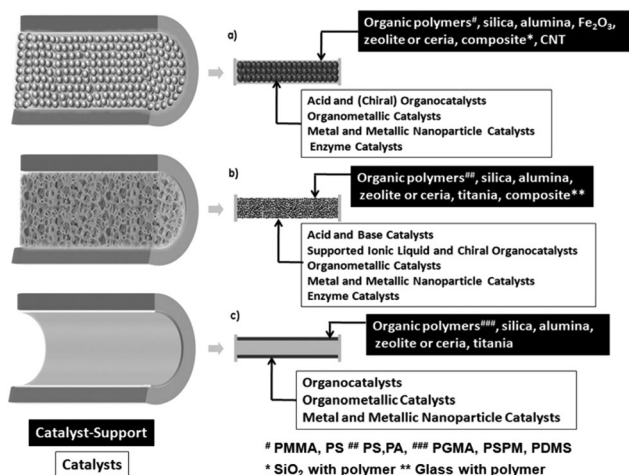 a)
Organic polymers#, silica, alumina, Fe₂O₃,
zeolite or ceria, composite*, CNT
Acid and (Chiral) Organocatalysts
Organometallic Catalysts
Metal and Metallic Nanoparticle Catalysts
Enzyme Catalysts
b)
Organic polymers##, silica, alumina,
zeolite or ceria, titania, composite**
Acid and Base Catalysts
Supported Ionic Liquid and Chiral Organocatalysts
Organometallic Catalysts
Metal and Metallic Nanoparticle Catalysts
Enzyme Catalysts
c)
Organic polymers###, silica, alumina,
zeolite or ceria, titania
Organocatalysts
Organometallic Catalysts
Metal and Metallic Nanoparticle Catalysts
Catalyst-Support
Catalysts
# PMMA, PS ## PS,PA, ### PGMA, PSPM, PDMS
* SiO₂ with polymer ** Glass with polymer